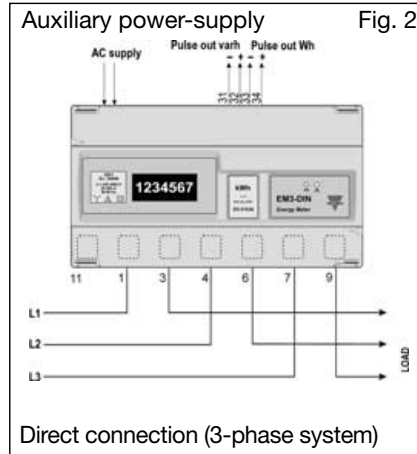 Auxiliary power-supply Fig. 2
AC supply
Pulse out varh Pulse out Wh
– + – +
31 32 33 34
1234567
kWh
EM3-DIN
Energy Meter
11 1 3 4 6 7 9
L1
L2
L3
LOAD
Direct connection (3-phase system)